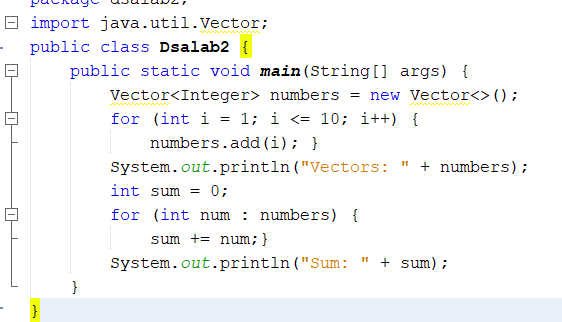 package dsalab2;
import java.util.Vector;
public class Dsalab2 {
    public static void main(String[] args) {
        Vector<Integer> numbers = new Vector<>();
        for (int i = 1; i <= 10; i++) {
            numbers.add(i); }
        System.out.println("Vectors: " + numbers);
        int sum = 0;
        for (int num : numbers) {
            sum += num;}
        System.out.println("Sum: " + sum);
    }
}